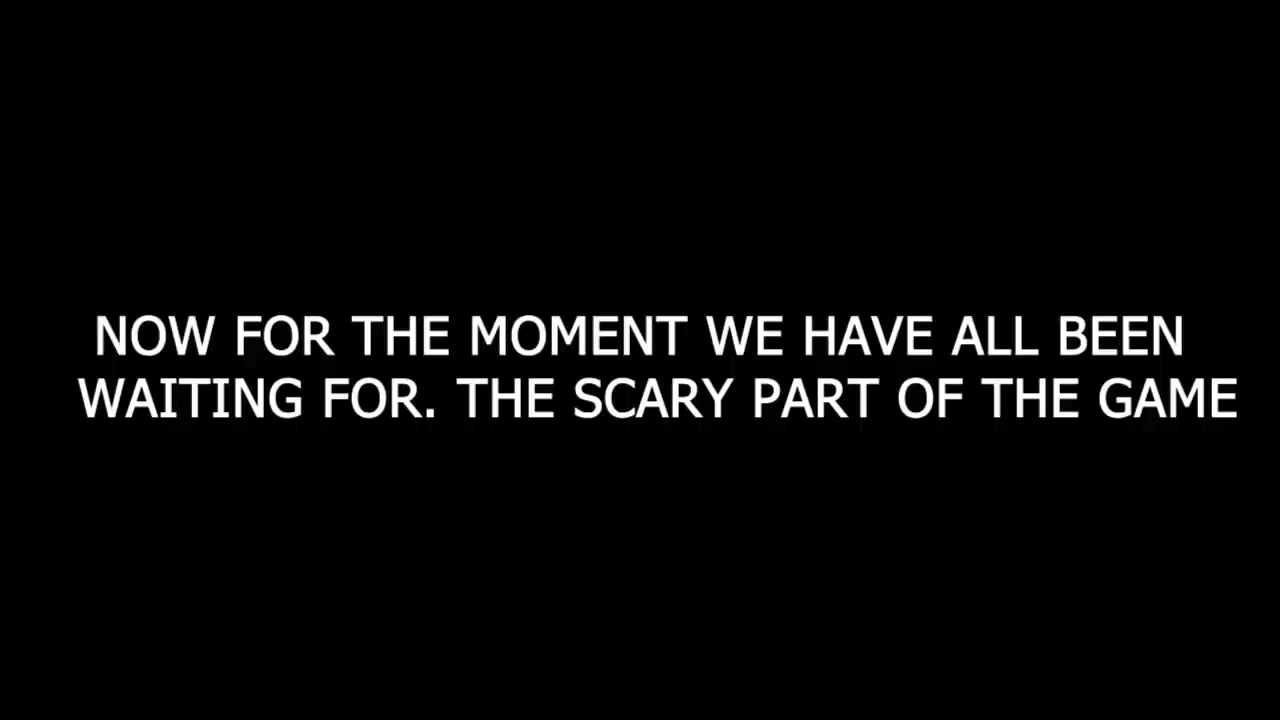 NOW FOR THE MOMENT WE HAVE ALL BEEN
WAITING FOR. THE SCARY PART OF THE GAME